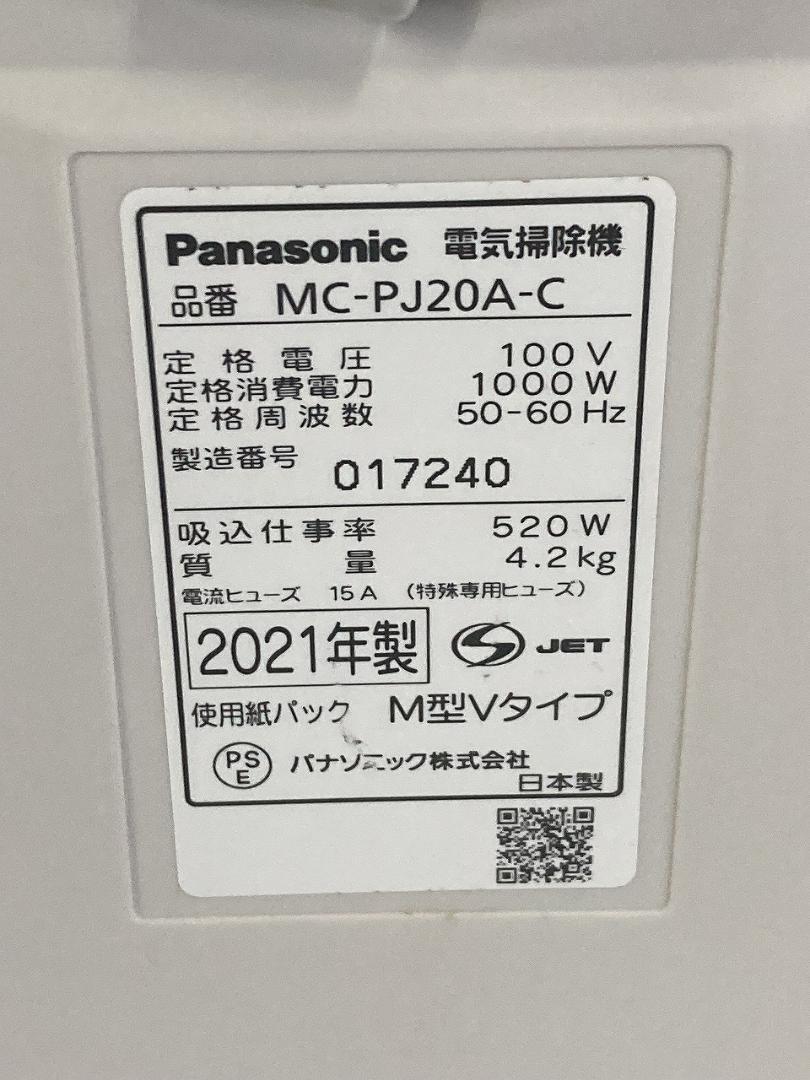 Panasonic 電気掃除機
品番 MC-PJ20A-C
定格電圧 100V
定格消費電力 1000W
定格周波数 50-60Hz
製造番号 017240
吸込仕事率 520W
質量 4.2kg
電流ヒューズ 15A (特殊専用ヒューズ)
2021年製 JET
使用紙パック M型Vタイプ
PSE パナソニック株式会社
日本製